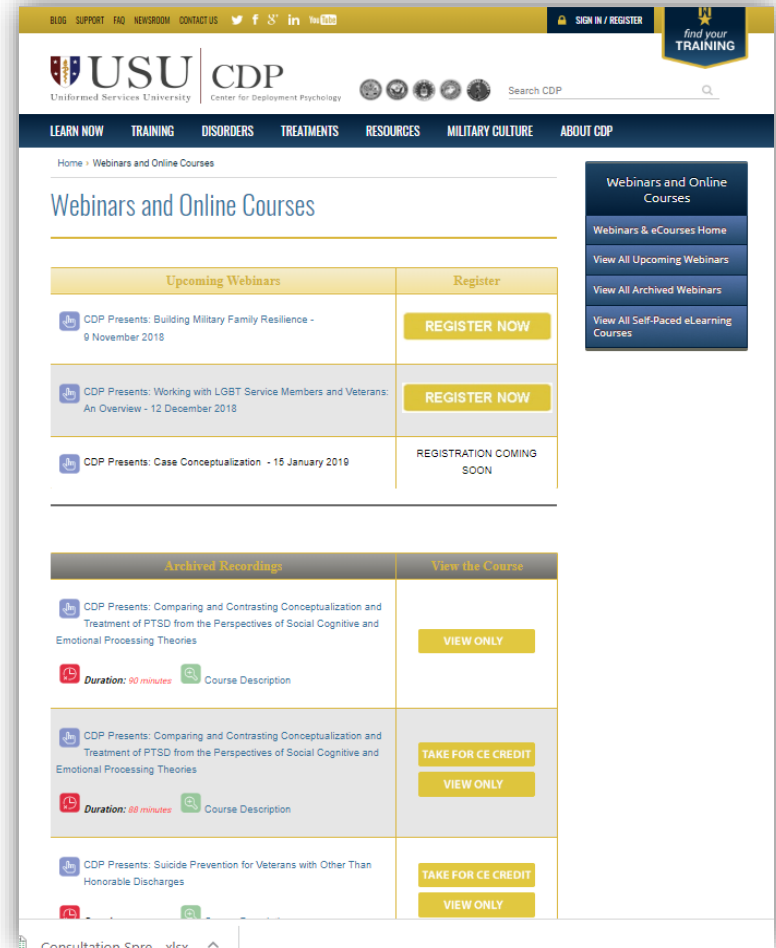 BLOG SUPPORT FAQ NEWSROOM CONTACT US
You Tube
SIGN IN / REGISTER
find your
TRAINING
USU
Uniformed Services University
CDP
Center for Deployment Psychology
Search CDP
LEARN NOW TRAINING DISORDERS TREATMENTS RESOURCES MILITARY CULTURE ABOUT CDP
Home › Webinars and Online Courses
Webinars and Online Courses
Webinars and Online
Courses
Webinars & eCourses Home
View All Upcoming Webinars
View All Archived Webinars
View All Self-Paced eLearning
Courses
Upcoming Webinars Register
CDP Presents: Building Military Family Resilience -
9 November 2018
REGISTER NOW
CDP Presents: Working with LGBT Service Members and Veterans:
An Overview - 12 December 2018
REGISTER NOW
CDP Presents: Case Conceptualization - 15 January 2019
REGISTRATION COMING
SOON
Archived Recordings View the Course
CDP Presents: Comparing and Contrasting Conceptualization and
Treatment of PTSD from the Perspectives of Social Cognitive and
Emotional Processing Theories
Duration: 90 minutes Course Description
VIEW ONLY
CDP Presents: Comparing and Contrasting Conceptualization and
Treatment of PTSD from the Perspectives of Social Cognitive and
Emotional Processing Theories
Duration: 88 minutes Course Description
TAKE FOR CE CREDIT
VIEW ONLY
CDP Presents: Suicide Prevention for Veterans with Other Than
Honorable Discharges
TAKE FOR CE CREDIT
VIEW ONLY
Consultation Spre....xlsx